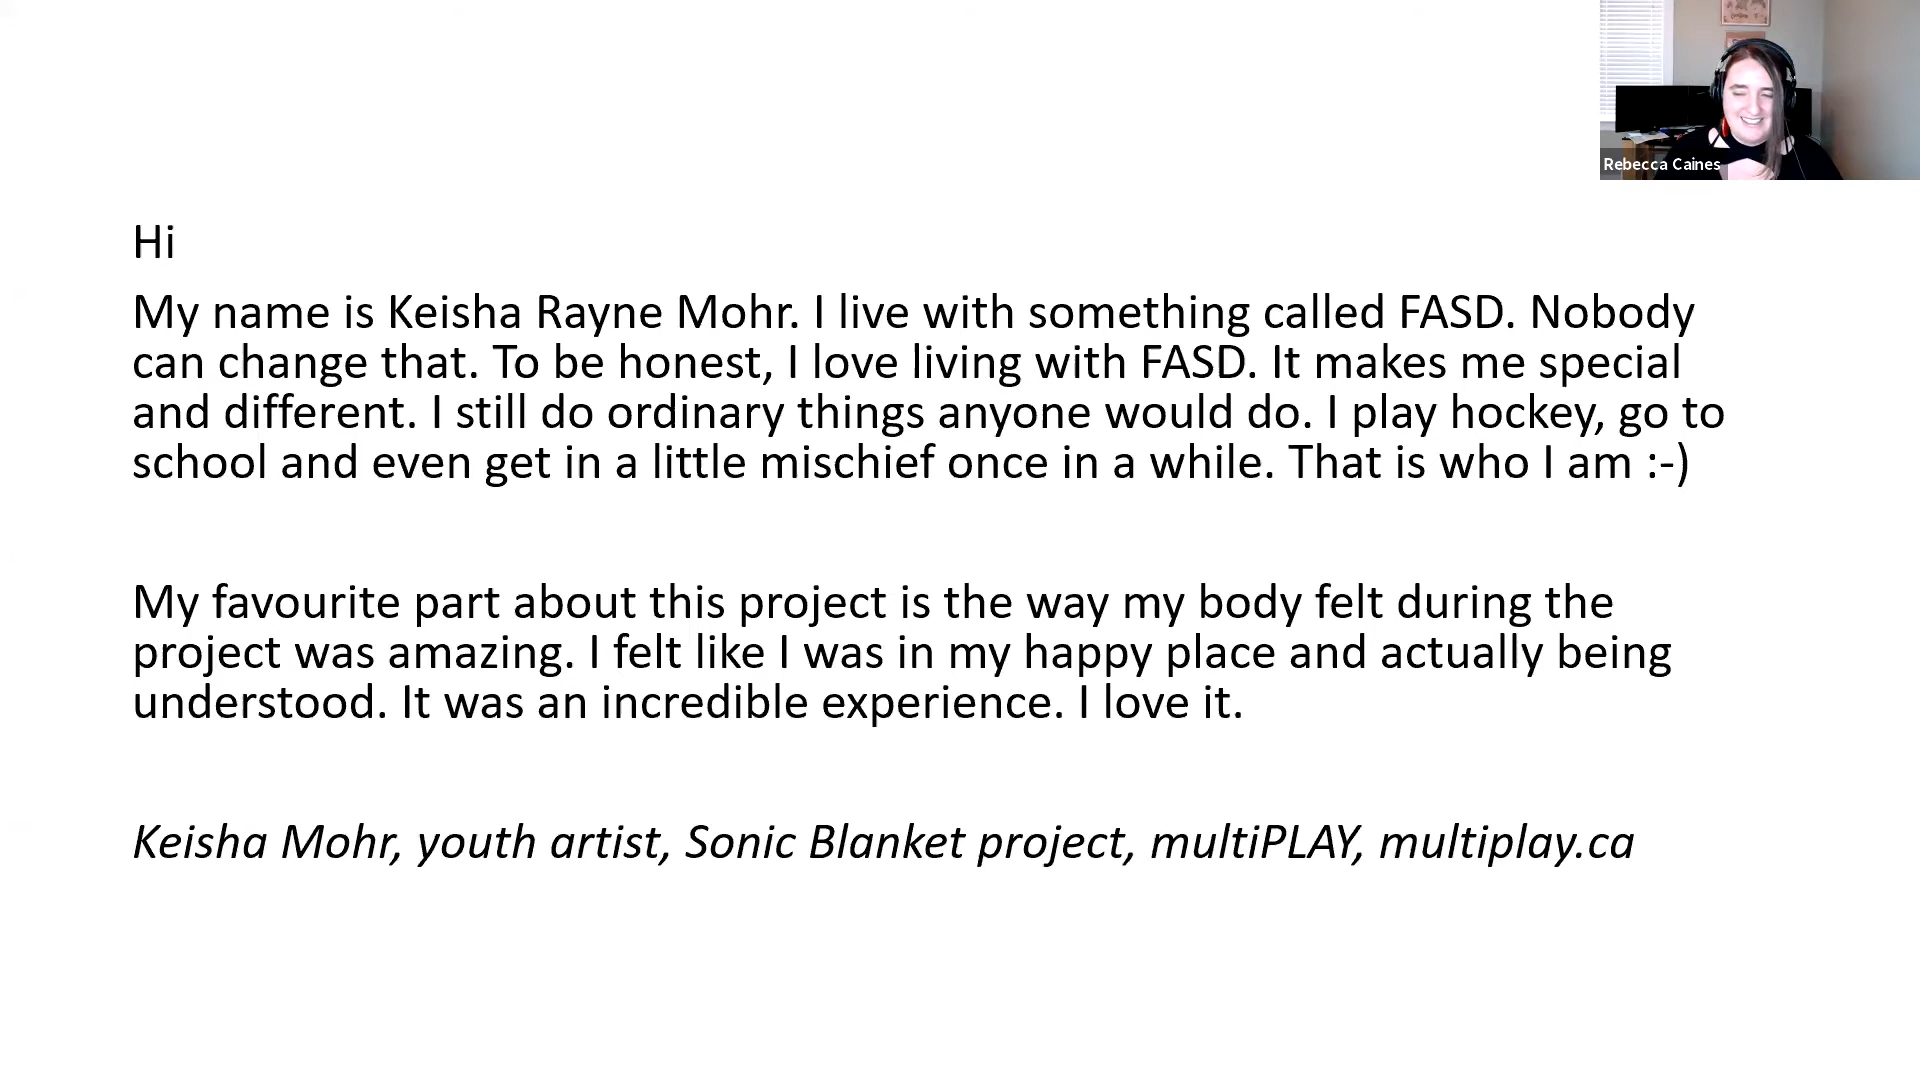 Rebecca Caines
Hi
My name is Keisha Rayne Mohr. I live with something called FASD. Nobody
can change that. To be honest, I love living with FASD. It makes me special
and different. I still do ordinary things anyone would do. I play hockey, go to
school and even get in a little mischief once in a while. That is who I am :-)
My favourite part about this project is the way my body felt during the
project was amazing. I felt like I was in my happy place and actually being
understood. It was an incredible experience. I love it.
Keisha Mohr, youth artist, Sonic Blanket project, multiPLAY, multiplay.ca